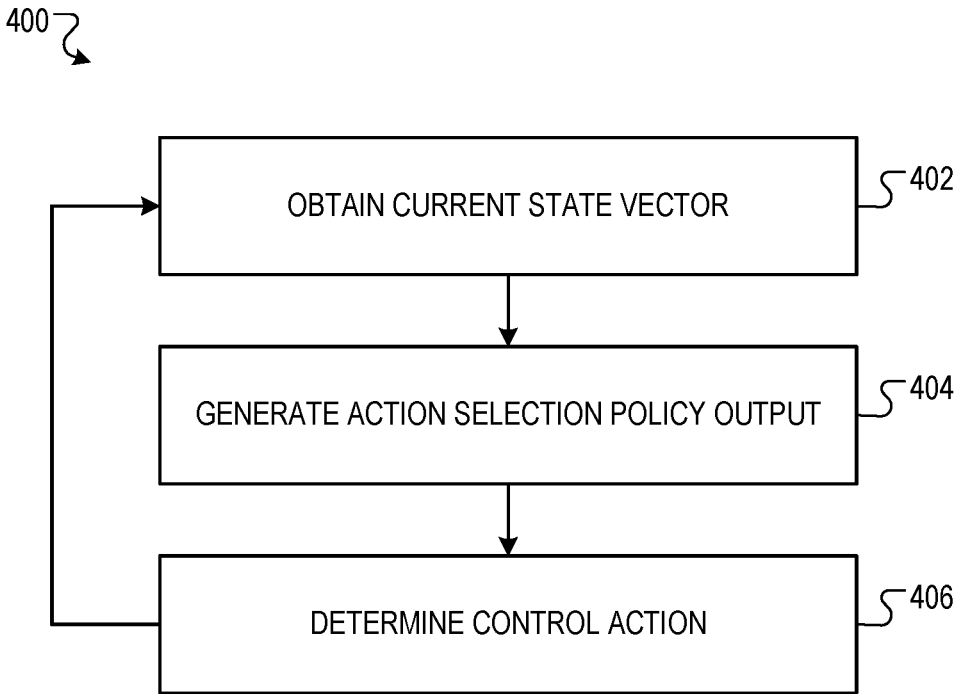 400
OBTAIN CURRENT STATE VECTOR
402
GENERATE ACTION SELECTION POLICY OUTPUT
404
DETERMINE CONTROL ACTION
406